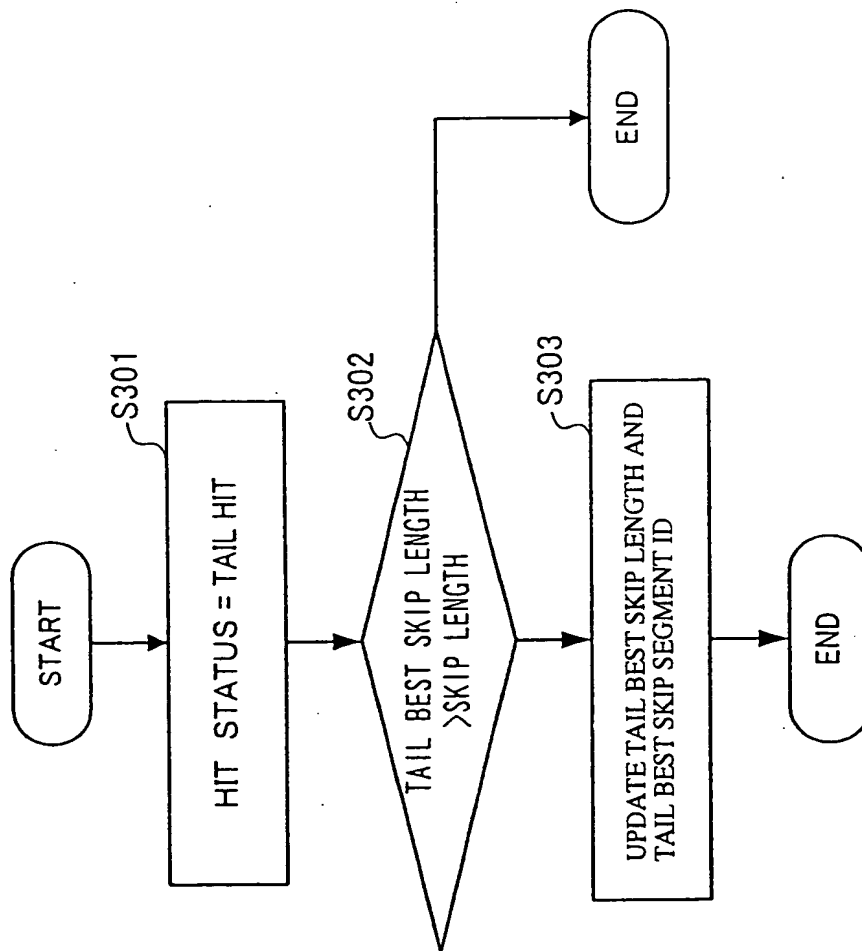 START
S301
HIT STATUS = TAIL HIT
S302
TAIL BEST SKIP LENGTH
>SKIP LENGTH
END
S303
UPDATE TAIL BEST SKIP LENGTH AND
TAIL BEST SKIP SEGMENT ID
END